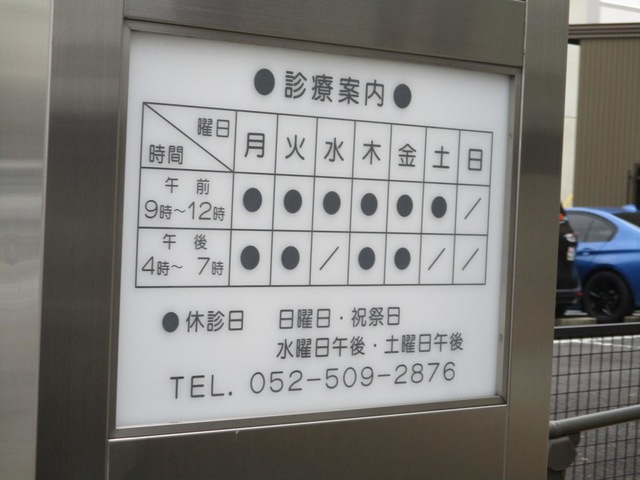 ●診療案内●
曜日 月 火 水 木 金 土 日
時間
午前 ● ● ● ● ● ● ／
9時～12時
午後 ● ● ／ ● ● ／ ／
4時～ 7時
●休診日 日曜日・祝祭日
水曜日午後・土曜日午後
TEL. 052-509-2876